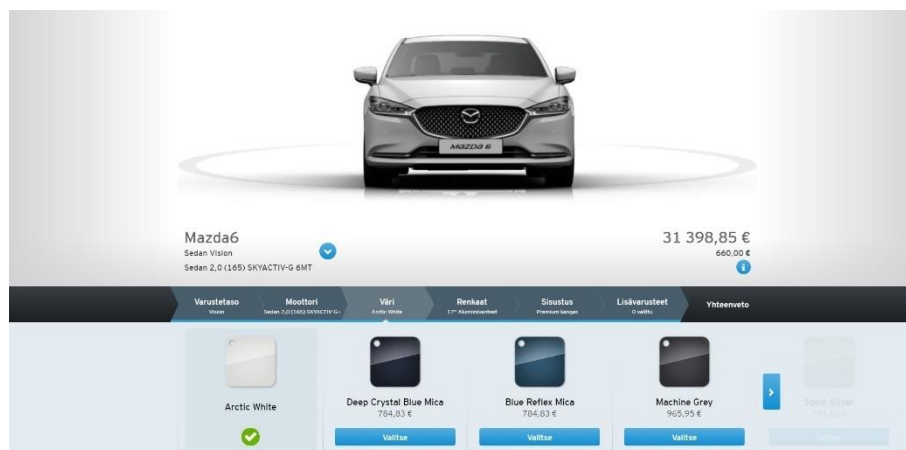 MAZDA 6
Mazda6
Sedan Vision
Sedan 2,0 (165) SKYACTIV-G 6MT
31 398,85 €
660,00 €
Varustetaso
Vision
Moottori
Sedan 2,0 (165) SKYACTIV G-
Väri
Arctic White
Renkaat
17" Alumiinivanteet
Sisustus
Premium kangas
Lisävarusteet
0 valittu
Yhteenveto
Arctic White
Deep Crystal Blue Mica
784,83 €
Valitse
Blue Reflex Mica
784,83 €
Valitse
Machine Grey
965,95 €
Valitse
Sonic Silver
Valitse